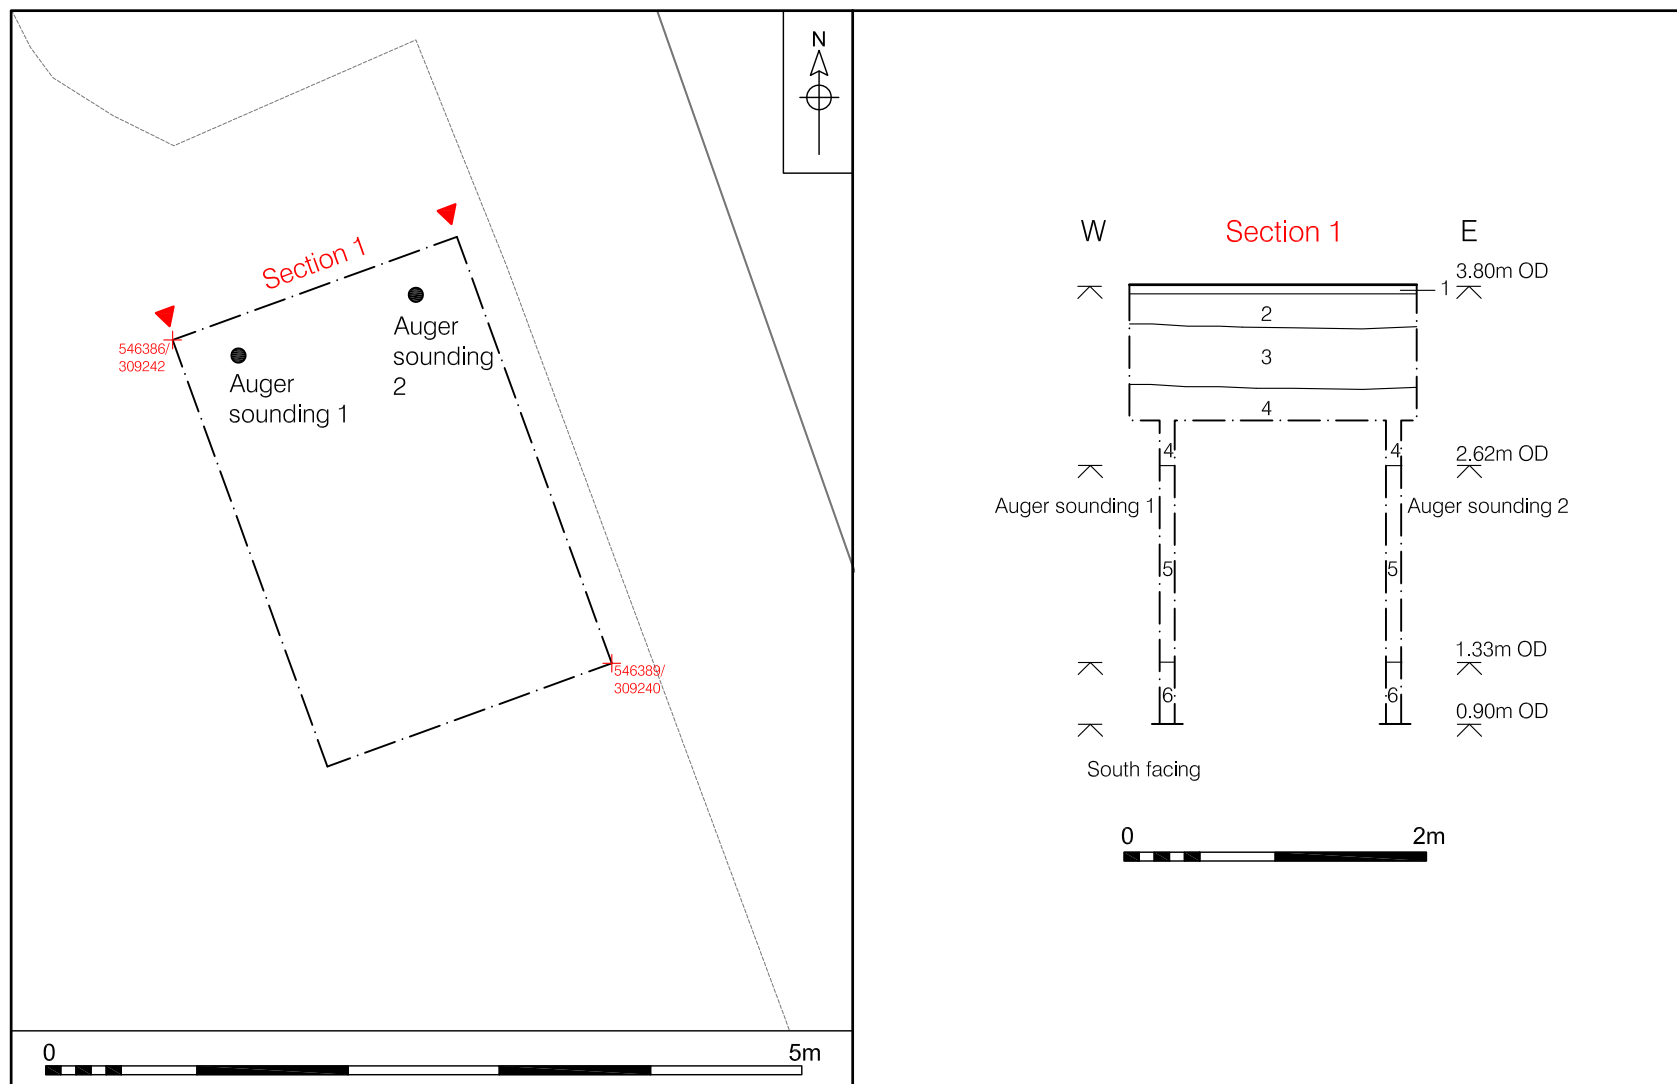 N
Section 1
546386/
309242
Auger
sounding 1
Auger
sounding
2
546389/
309240
0
5m
W
Section 1
E
3.80m OD
1
2
3
4
4
4
2.62m OD
Auger sounding 1
Auger sounding 2
5
5
1.33m OD
6
6
0.90m OD
South facing
0
2m